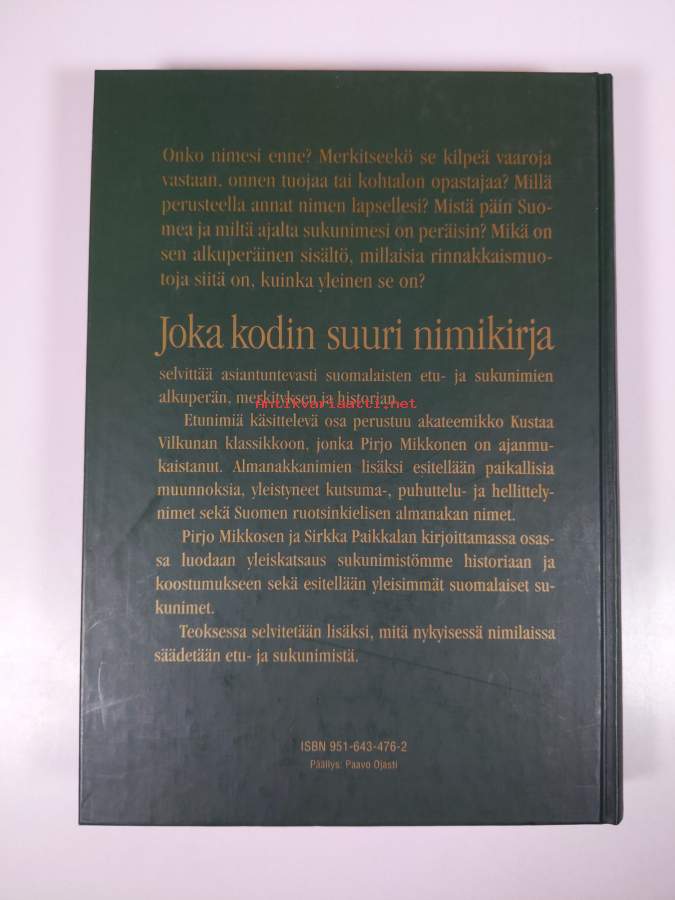 Onko nimesi enne? Merkitseekö se kilpeä vaaroja
vastaan, onnen tuojaa tai kohtalon opastajaa? Millä
perusteella annat nimen lapsellesi? Mistä päin Suo-
mea ja miltä ajalta sukunimesi on peräisin? Mikä on
sen alkuperäinen sisältö, millaisia rinnakkaismuo-
toja siitä on, kuinka yleinen se on?
Joka kodin suuri nimikirja
selvittää asiantuntevasti suomalaisten etu- ja sukunimien
alkuperän, merkityksen ja historian.
Antikvariaatti.net
Etunimiä käsittelevä osa perustuu akateemikko Kustaa
Vilkunan klassikkoon, jonka Pirjo Mikkonen on ajanmu-
kaistanut. Almanakkanimien lisäksi esitellään paikallisia
muunnoksia, yleistyneet kutsuma-, puhuttelu- ja hellittely-
nimet sekä Suomen ruotsinkielisen almanakan nimet.
Pirjo Mikkosen ja Sirkka Paikkalan kirjoittamassa osas-
sa luodaan yleiskatsaus sukunimistömme historiaan ja
koostumukseen sekä esitellään yleisimmät suomalaiset su-
kunimet.
Teoksessa selvitetään lisäksi, mitä nykyisessä nimilaissa
säädetään etu- ja sukunimistä.
ISBN 951-643-476-2
Päällys: Paavo Ojasti